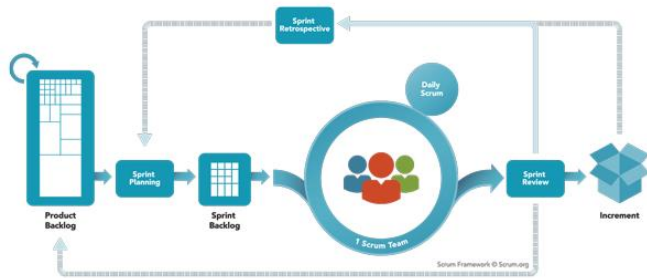 Sprint
Retrospective
Daily
Scrum
Sprint
Planning
Sprint
Review
Product
Backlog
Sprint
Backlog
1 Scrum Team
Increment
Scrum Framework © Scrum.org